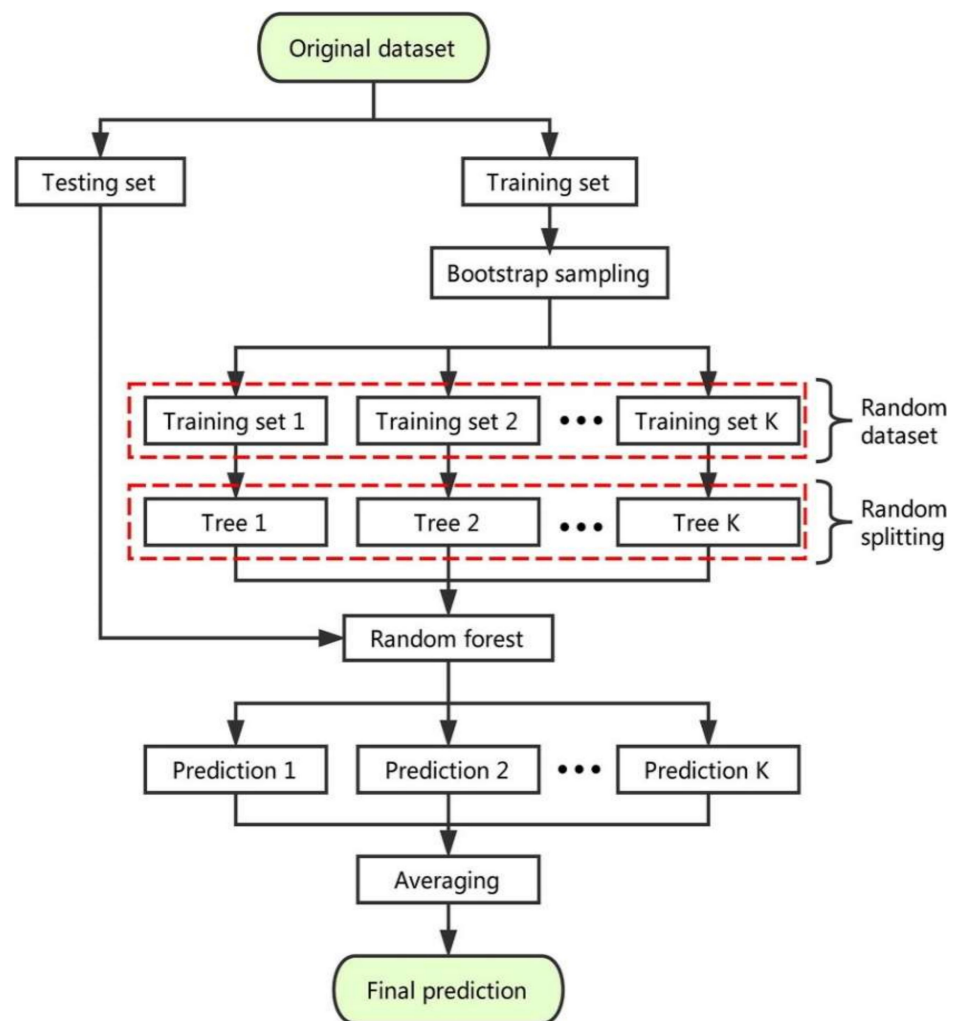 Original dataset
Testing set
Training set
Bootstrap sampling
Training set 1
Training set 2
•••
Training set K
Random
dataset
Tree 1
Tree 2
•••
Tree K
Random
splitting
Random forest
Prediction 1
Prediction 2
•••
Prediction K
Averaging
Final prediction